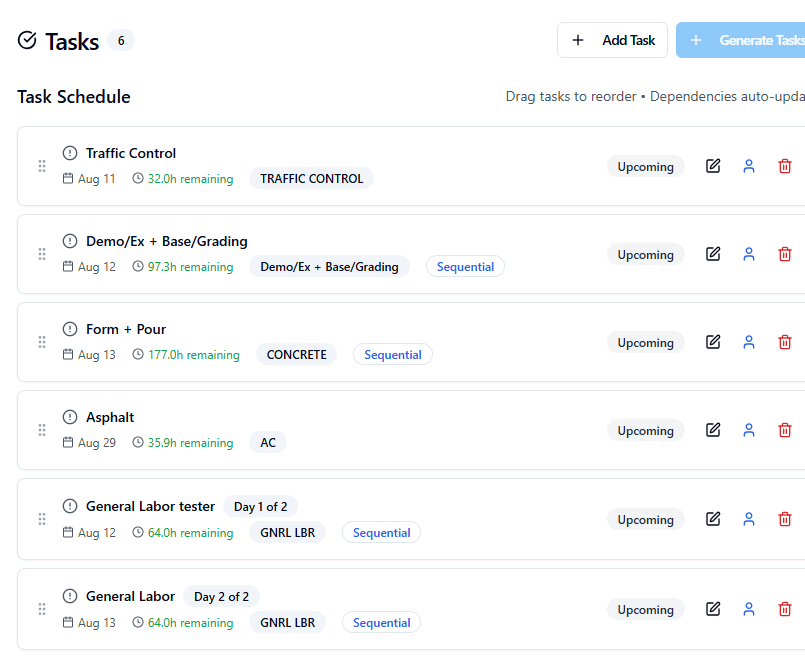 Tasks 6
Add Task
Generate Tasks
Task Schedule
Drag tasks to reorder • Dependencies auto-upda
Traffic Control
Aug 11 32.0h remaining TRAFFIC CONTROL
Upcoming
Demo/Ex + Base/Grading
Aug 12 97.3h remaining Demo/Ex + Base/Grading Sequential
Upcoming
Form + Pour
Aug 13 177.0h remaining CONCRETE Sequential
Upcoming
Asphalt
Aug 29 35.9h remaining AC
Upcoming
General Labor tester Day 1 of 2
Aug 12 64.0h remaining GNRL LBR Sequential
Upcoming
General Labor Day 2 of 2
Aug 13 64.0h remaining GNRL LBR Sequential
Upcoming